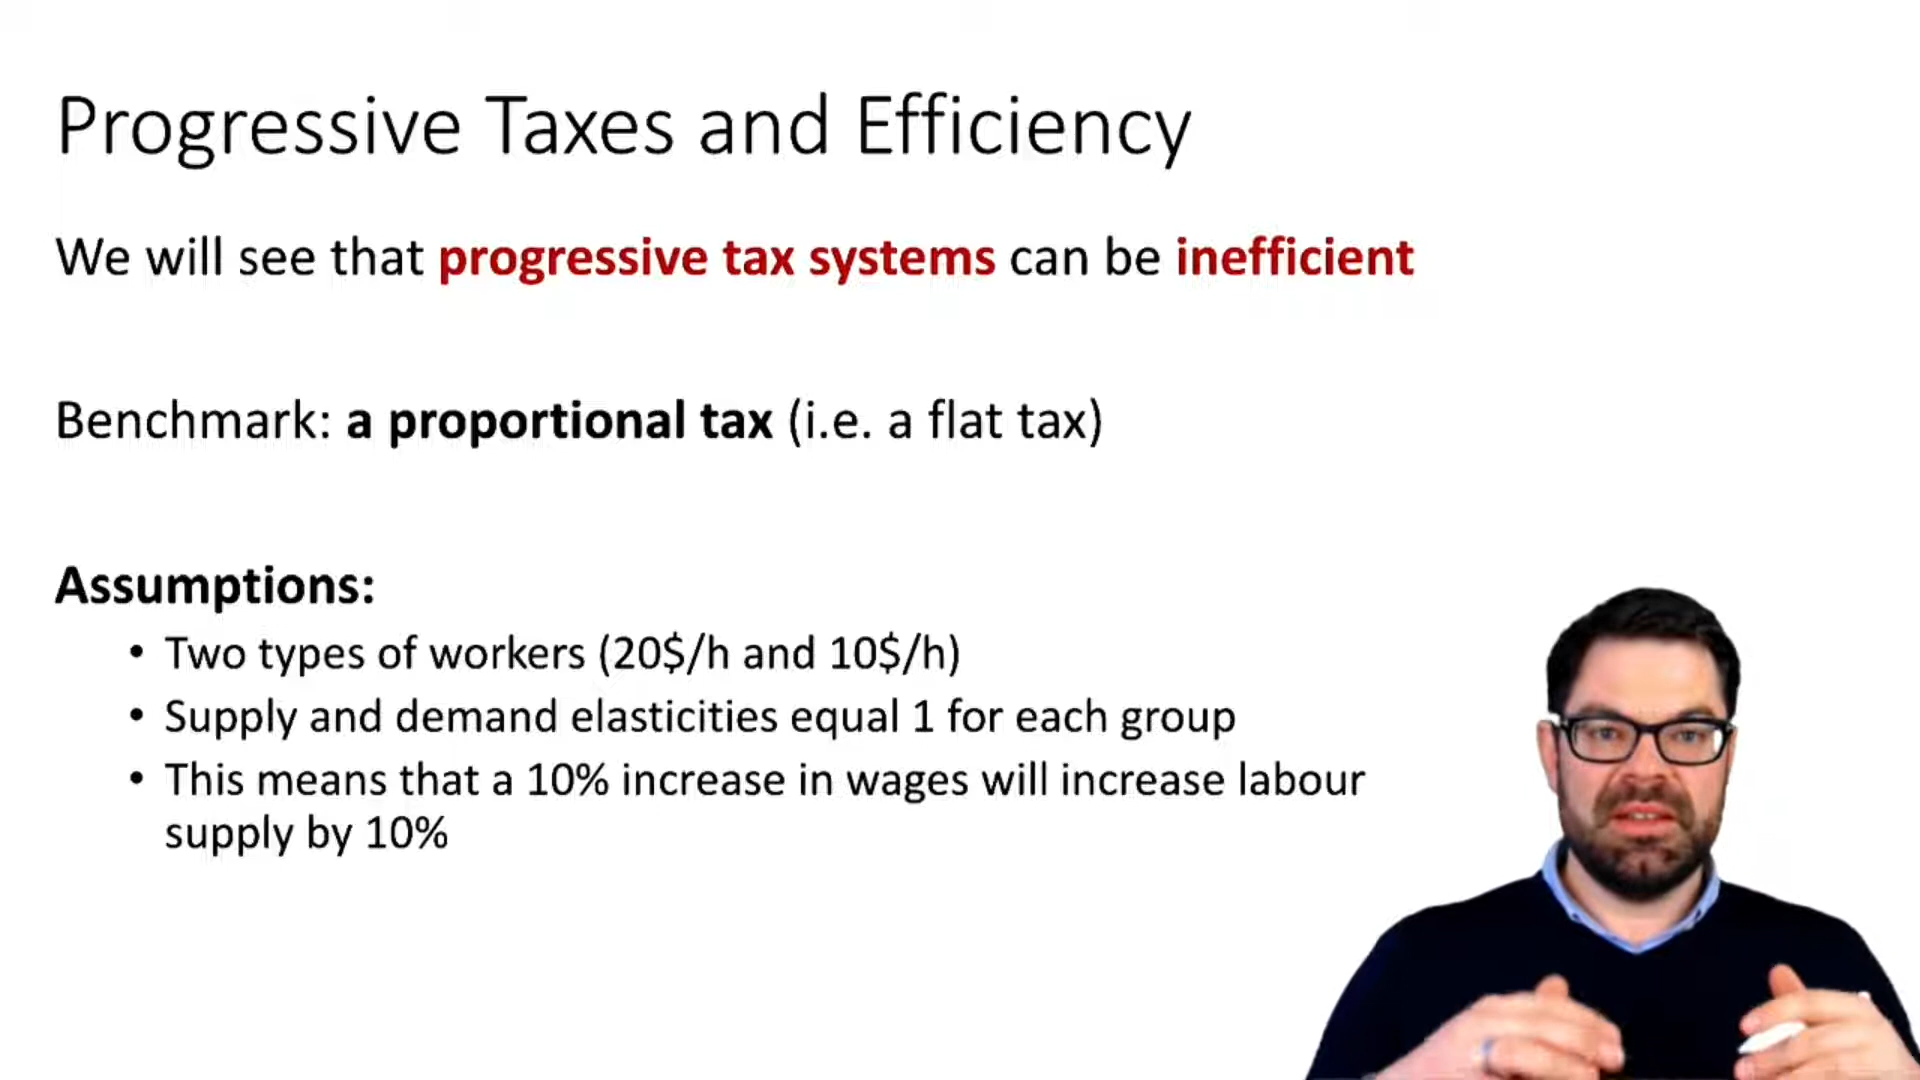 Progressive Taxes and Efficiency
We will see that progressive tax systems can be inefficient
Benchmark: a proportional tax (i.e. a flat tax)
Assumptions:
• Two types of workers (20$/h and 10$/h)
• Supply and demand elasticities equal 1 for each group
• This means that a 10% increase in wages will increase labour
supply by 10%